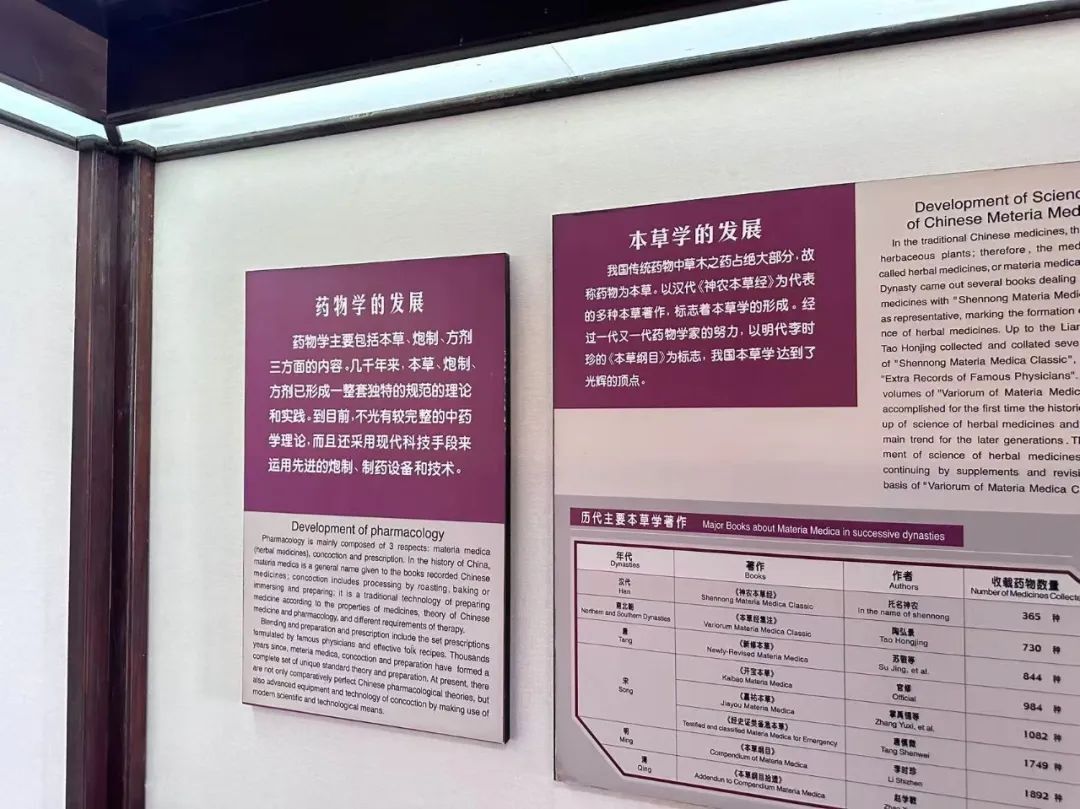 药物学的发展
药物学主要包括本草、炮制、方剂
三方面的内容。几千年来，本草、炮制、
方剂已形成一整套独特的规范的理论
和实践。到目前，不光有较完整的中药
学理论，而且还采用现代科技手段来
运用先进的炮制、制药设备和技术。
Development of pharmacology
Pharmacology is mainly composed of 3 respects: materia medica
(herbal medicines), concoction and prescription. In the history of China,
materia medica is a general name given to the books recorded Chinese
medicines; concoction includes processing by roasting, baking or
immersing and preparing; it is a traditional technology of preparing
medicine according to the properties of medicines, theory of Chinese
medicine and pharmacology, and different requirements of therapy.
Blending and preparation and prescription include the set prescriptions
formulated by famous physicians and effective folk recipes. Thousands
years since, meteria medica, concoction and preparation have formed a
complete set of unique standard theory and preparation. At present, there
are not only comparatively perfect Chinese pharmacological theories, but
also advanced equipment and technology of concoction by making use of
modern scientific and technological means.
本草学的发展
我国传统药物中草木之药占绝大部分，故
称药物为本草。以汉代《神农本草经》为代表
的多种本草著作，标志着本草学的形成。经
过一代又一代药物学家的努力，以明代李时
珍的《本草纲目》为标志，我国本草学达到了
光辉的顶点。
Development of Scienc
of Chinese Meteria Med
In the traditional Chinese medicines, th
herbaceous plants; therefore, the med
called herbal medicines, or materia medica
Dynasty came out several books dealing
medicines with "Shennong Materia Medic
as representative, marking the formation
nce of herbal medicines. Up to the Lian
Tao Honjing collected and collated seve
of "Shennong Materia Medica Classic",
"Extra Records of Famous Physicians".
volumes of "Variorum of Materia Medic
accomplished for the first time the historic
up of science of herbal medicines and
main trend for the later generations. Th
ment of science of herbal medicines
continuing by supplements and revisi
basis of "Variorum of Materia Medica C
历代主要本草学著作 Major Books about Materia Medica in successive dynasties
年代 著作 作者 收载药物数量
Dynasties Books Authors Number of Medicines Collecte
汉代 《神农本草经》 托名神农 365 种
Han Shennong Materia Medica Classic In the name of shennong
南北朝 《本草经集注》 陶弘景 730 种
Northern and Southern Dynasties Variorum Materia Medica Classic Tao Hongjing
唐 《新修本草》 苏敬等 844 种
Tang Newly-Revised Materia Medica Su Jing, et al.
宋 《开宝本草》 官修 984 种
Song Kaibao Materia Medica Official
《嘉祐本草》 掌禹锡等 1082 种
Jiayou Materia Medica Zhang Yuxi, et al.
《经史证类备急本草》 唐慎微 1749 种
Testified and classified Materia Medica for Emergency Tang Shenwei
明 《本草纲目》 李时珍 1892 种
Ming Compendium of Materia Medica Li Shizhen
清 《本草纲目拾遗》 赵学敏
Qing Addendun to Compendium Materia Medica